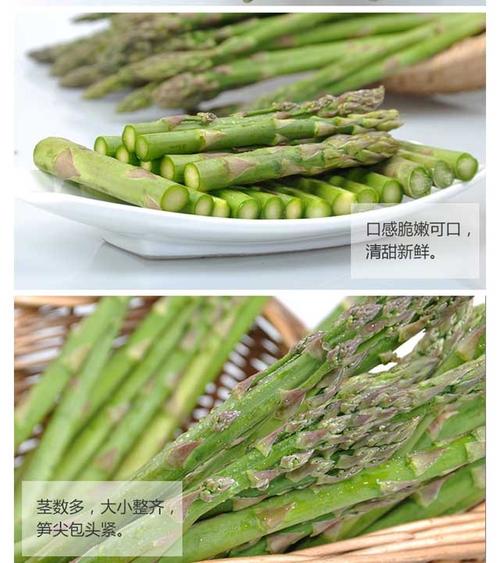 口感脆嫩可口，
清甜新鲜。
茎数多，大小整齐，
笋尖包头紧。